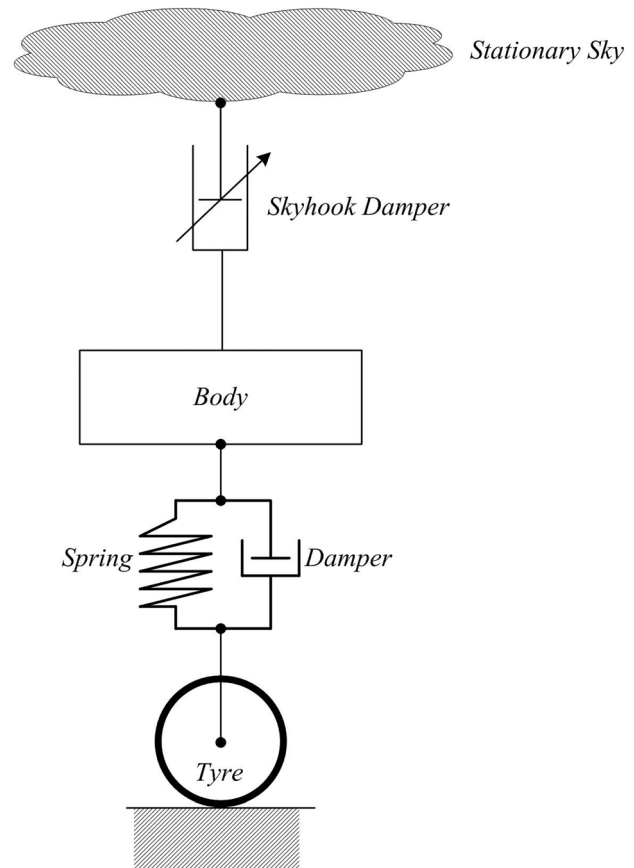 Stationary Sky
Skyhook Damper
Body
Spring
Damper
Tyre